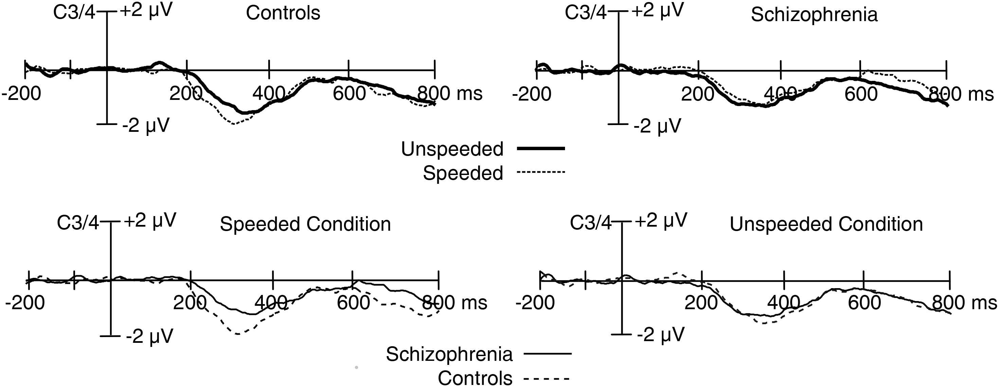 C3/4 +2 µV Controls
-200 200 400 600 800 ms
-2 µV
C3/4 +2 µV Schizophrenia
-200 200 400 600 800 ms
-2 µV
Unspeeded
Speeded
C3/4 +2 µV Speeded Condition
-200 200 400 600 800 ms
-2 µV
C3/4 +2 µV Unspeeded Condition
-200 200 400 600 800 ms
-2 µV
Schizophrenia
Controls